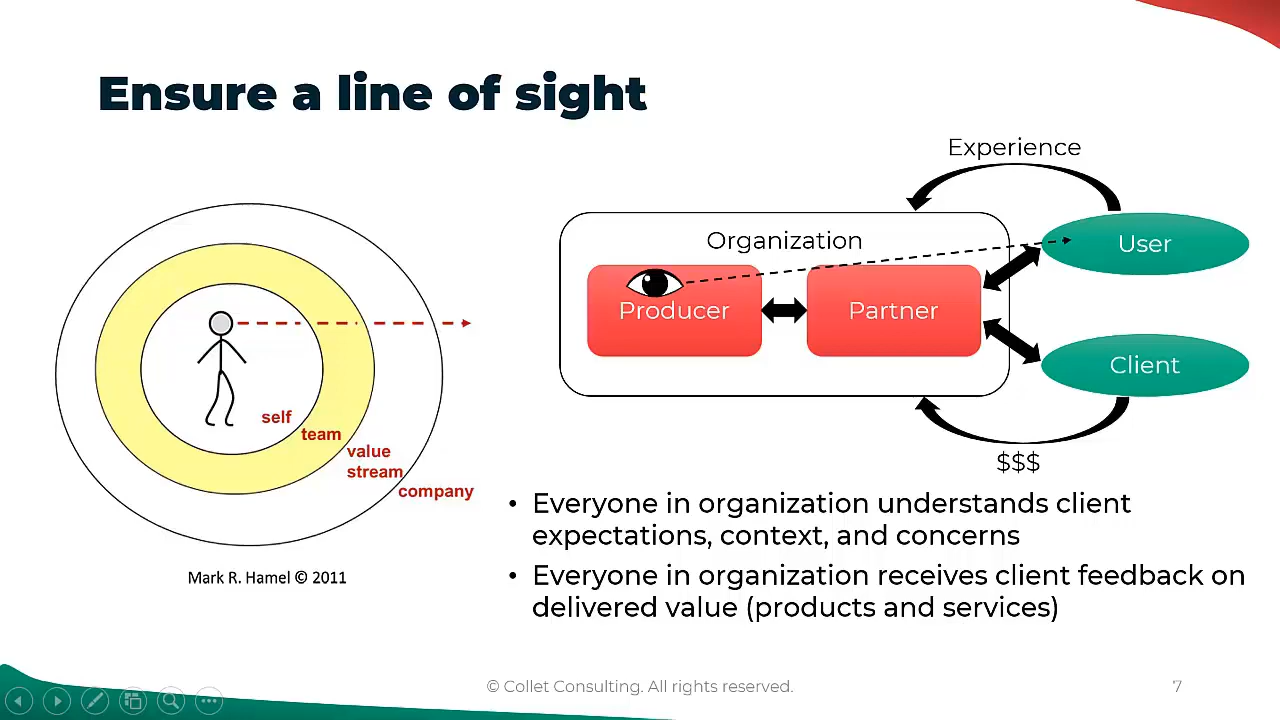 Ensure a line of sight
self
team
value
stream
company
Mark R. Hamel © 2011
Experience
Organization
Producer
Partner
User
Client
$$$
• Everyone in organization understands client
expectations, context, and concerns
• Everyone in organization receives client feedback on
delivered value (products and services)
© Collet Consulting. All rights reserved.
7